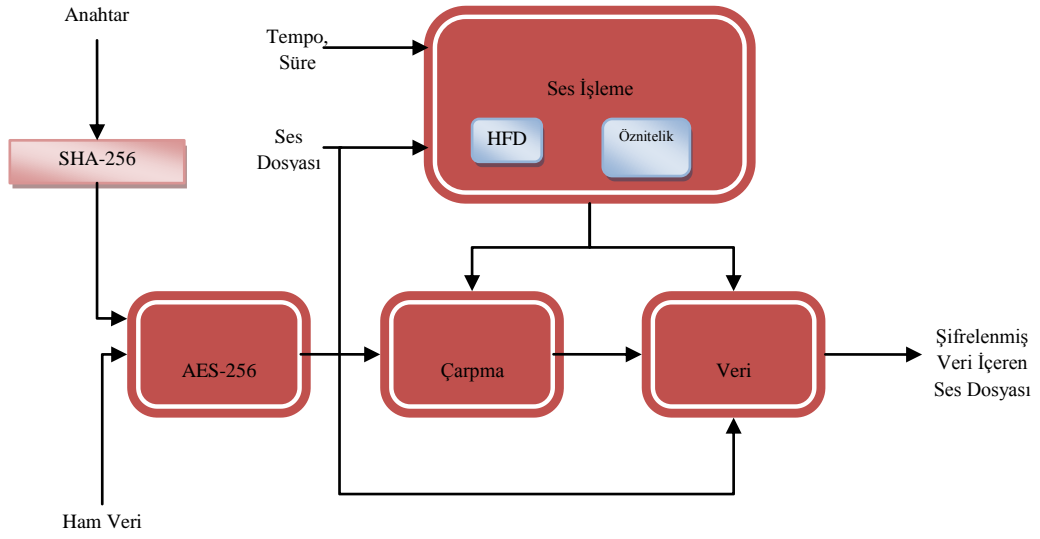 Anahtar
Tempo,
Süre
Ses İşleme
HFD
Öznitelik
Ses
Dosyası
SHA-256
AES-256
Çarpma
Veri
Şifrelenmiş
Veri İçeren
Ses Dosyası
Ham Veri